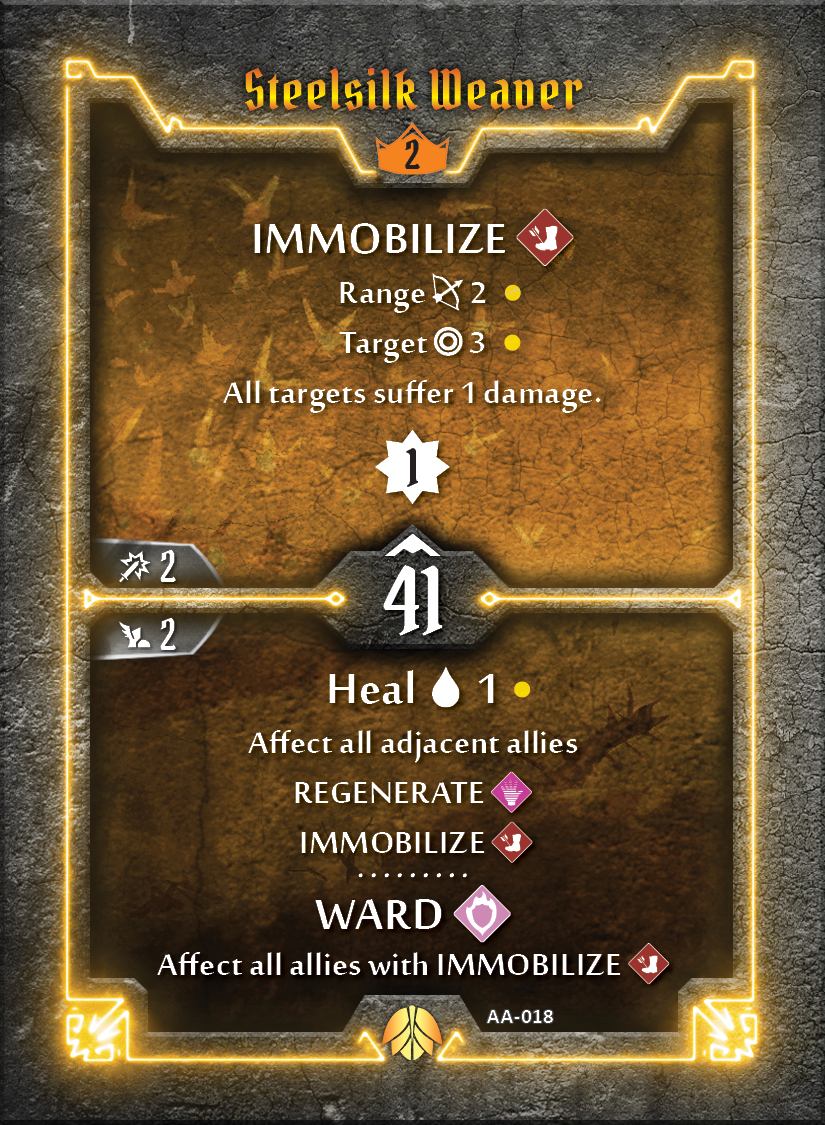 Steelsilk Weaver
2
IMMOBILIZE
Range 2
Target 3
All targets suffer 1 damage.
1
2
41
2
Heal 1
Affect all adjacent allies
REGENERATE
IMMOBILIZE
.........
WARD
Affect all allies with IMMOBILIZE
AA-018